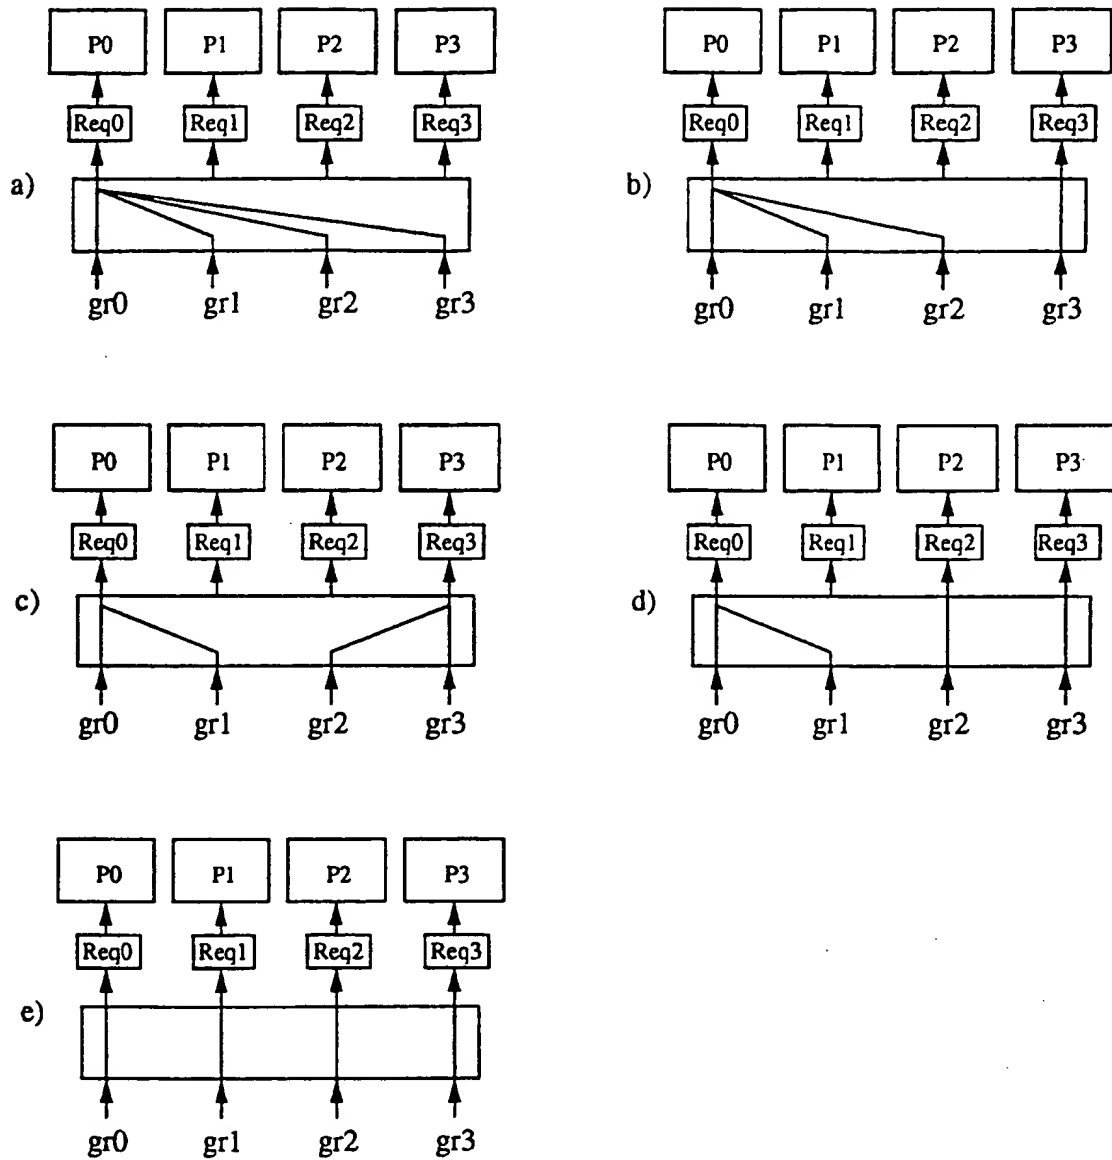 P0 P1 P2 P3
Req0 Req1 Req2 Req3
a)
gr0 gr1 gr2 gr3
P0 P1 P2 P3
Req0 Req1 Req2 Req3
b)
gr0 gr1 gr2 gr3
P0 P1 P2 P3
Req0 Req1 Req2 Req3
c)
gr0 gr1 gr2 gr3
P0 P1 P2 P3
Req0 Req1 Req2 Req3
d)
gr0 gr1 gr2 gr3
P0 P1 P2 P3
Req0 Req1 Req2 Req3
e)
gr0 gr1 gr2 gr3